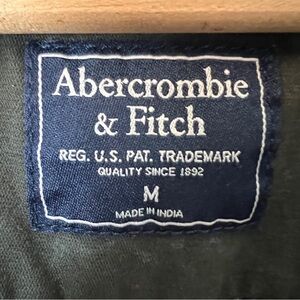 Abercrombie
& Fitch
REG. U.S. PAT. TRADEMARK
QUALITY SINCE 1892
M
MADE IN INDIA